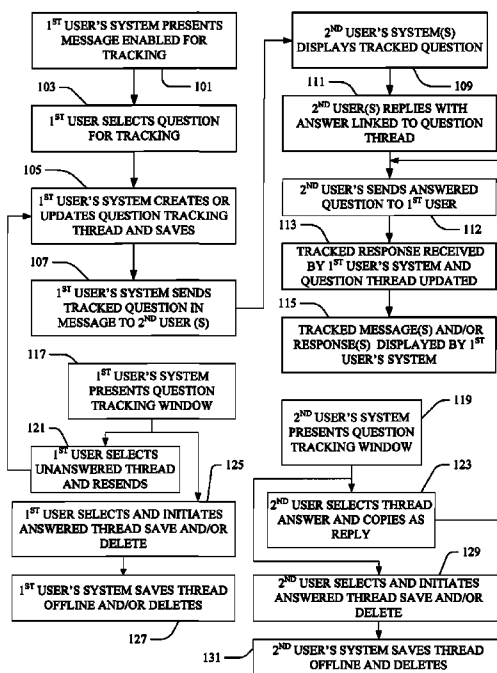 1ST USER'S SYSTEM PRESENTS
MESSAGE ENABLED FOR
TRACKING
101
103
1ST USER SELECTS QUESTION
FOR TRACKING
105
1ST USER'S SYSTEM CREATES OR
UPDATES QUESTION TRACKING
THREAD AND SAVES
107
1ST USER'S SYSTEM SENDS
TRACKED QUESTION IN
MESSAGE TO 2ND USER (S)
117
1ST USER'S SYSTEM
PRESENTS QUESTION
TRACKING WINDOW
121
1ST USER SELECTS
UNANSWERED THREAD
AND RESENDS
125
1ST USER SELECTS AND INITIATES
ANSWERED THREAD SAVE AND/OR
DELETE
1ST USER'S SYSTEM SAVES THREAD
OFFLINE AND/OR DELETES
127
2ND USER'S SYSTEM(S)
DISPLAYS TRACKED QUESTION
109
111
2ND USER(S) REPLIES WITH
ANSWER LINKED TO QUESTION
THREAD
2ND USER'S SENDS ANSWERED
QUESTION TO 1ST USER
112
113
TRACKED RESPONSE RECEIVED
BY 1ST USER'S SYSTEM AND
QUESTION THREAD UPDATED
115
TRACKED MESSAGE(S) AND/OR
RESPONSE(S) DISPLAYED BY 1ST
USER'S SYSTEM
119
2ND USER'S SYSTEM
PRESENTS QUESTION
TRACKING WINDOW
123
2ND USER SELECTS THREAD
ANSWER AND COPIES AS
REPLY
129
2ND USER SELECTS AND INITIATES
ANSWERED THREAD SAVE AND/OR
DELETE
131
2ND USER'S SYSTEM SAVES THREAD
OFFLINE AND DELETES